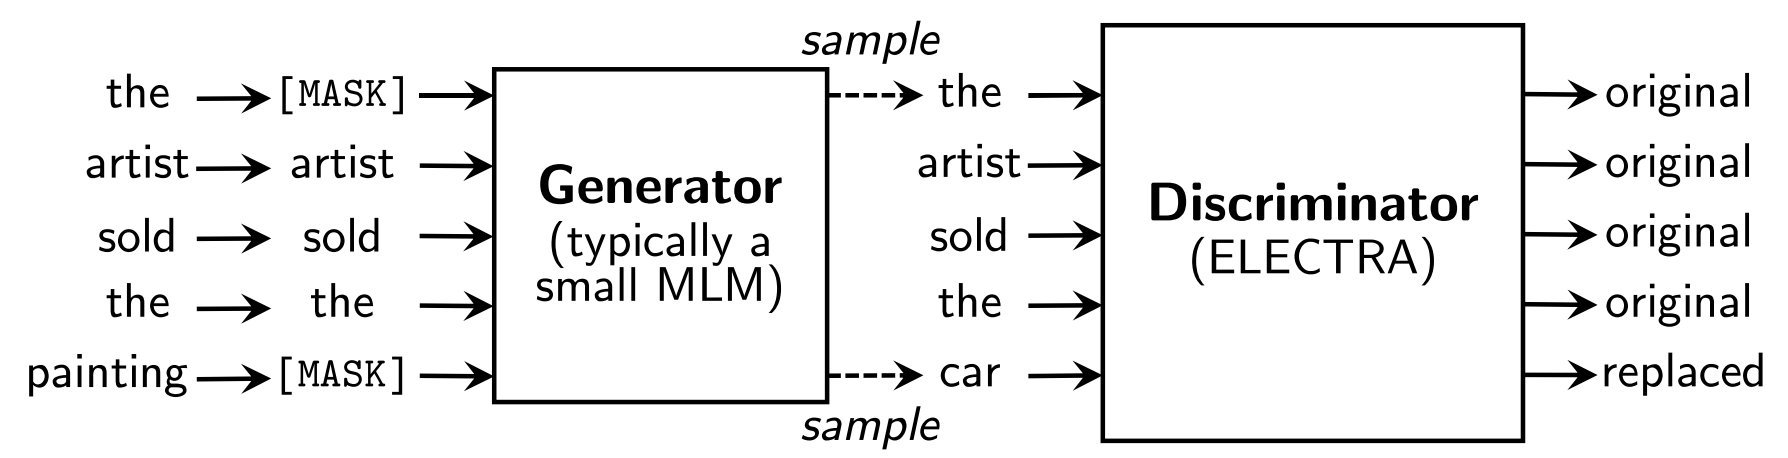 sample
the [MASK] the original
artist artist artist original
Generator
Discriminator
sold sold sold original
(typically a
(ELECTRA)
small MLM)
the the the original
painting [MASK] car replaced
sample